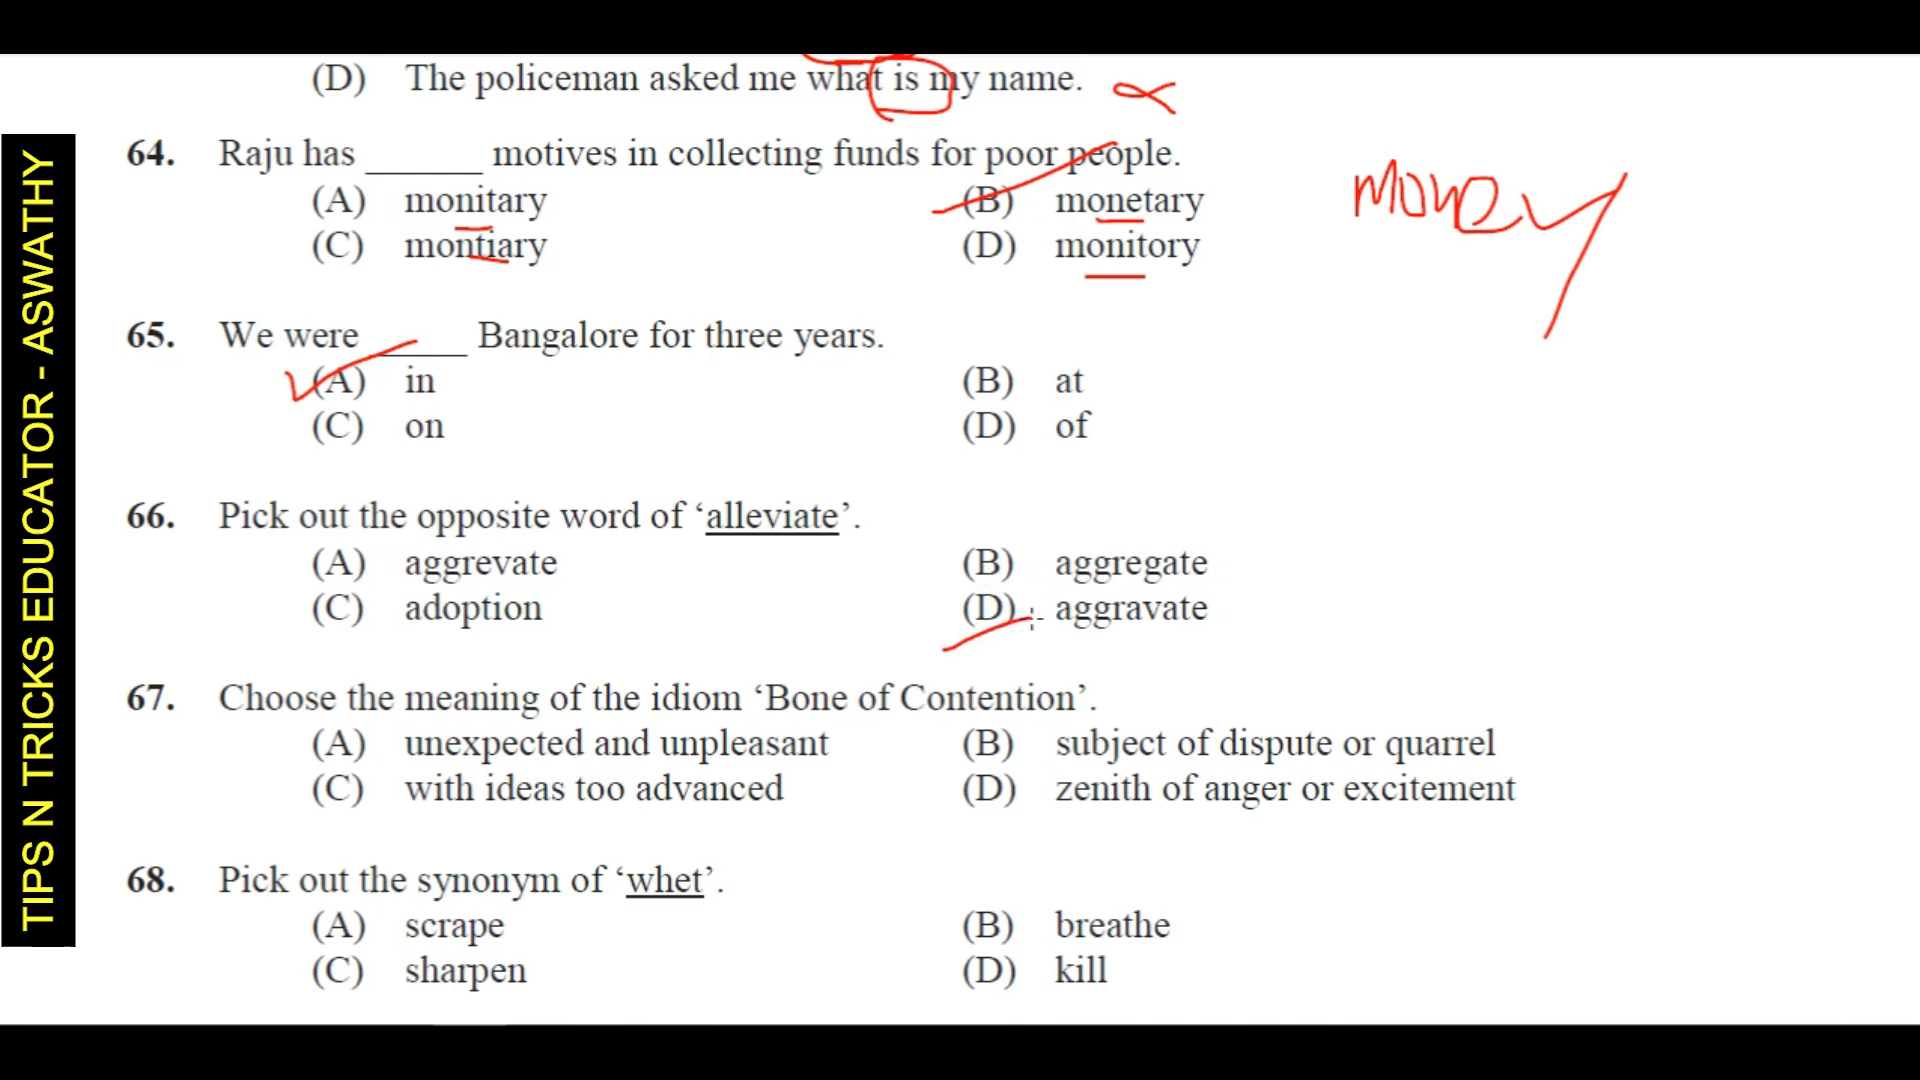 (D) The policeman asked me what is my name.
64. Raju has ______ motives in collecting funds for poor people.
(A) monitary (B) monetary
(C) montiary (D) monitory
money
65. We were _____ Bangalore for three years.
(A) in (B) at
(C) on (D) of
66. Pick out the opposite word of ‘alleviate’.
(A) aggrevate (B) aggregate
(C) adoption (D) aggravate
67. Choose the meaning of the idiom ‘Bone of Contention’.
(A) unexpected and unpleasant (B) subject of dispute or quarrel
(C) with ideas too advanced (D) zenith of anger or excitement
68. Pick out the synonym of ‘whet’.
(A) scrape (B) breathe
(C) sharpen (D) kill
TIPS N TRICKS EDUCATOR - ASWATHY